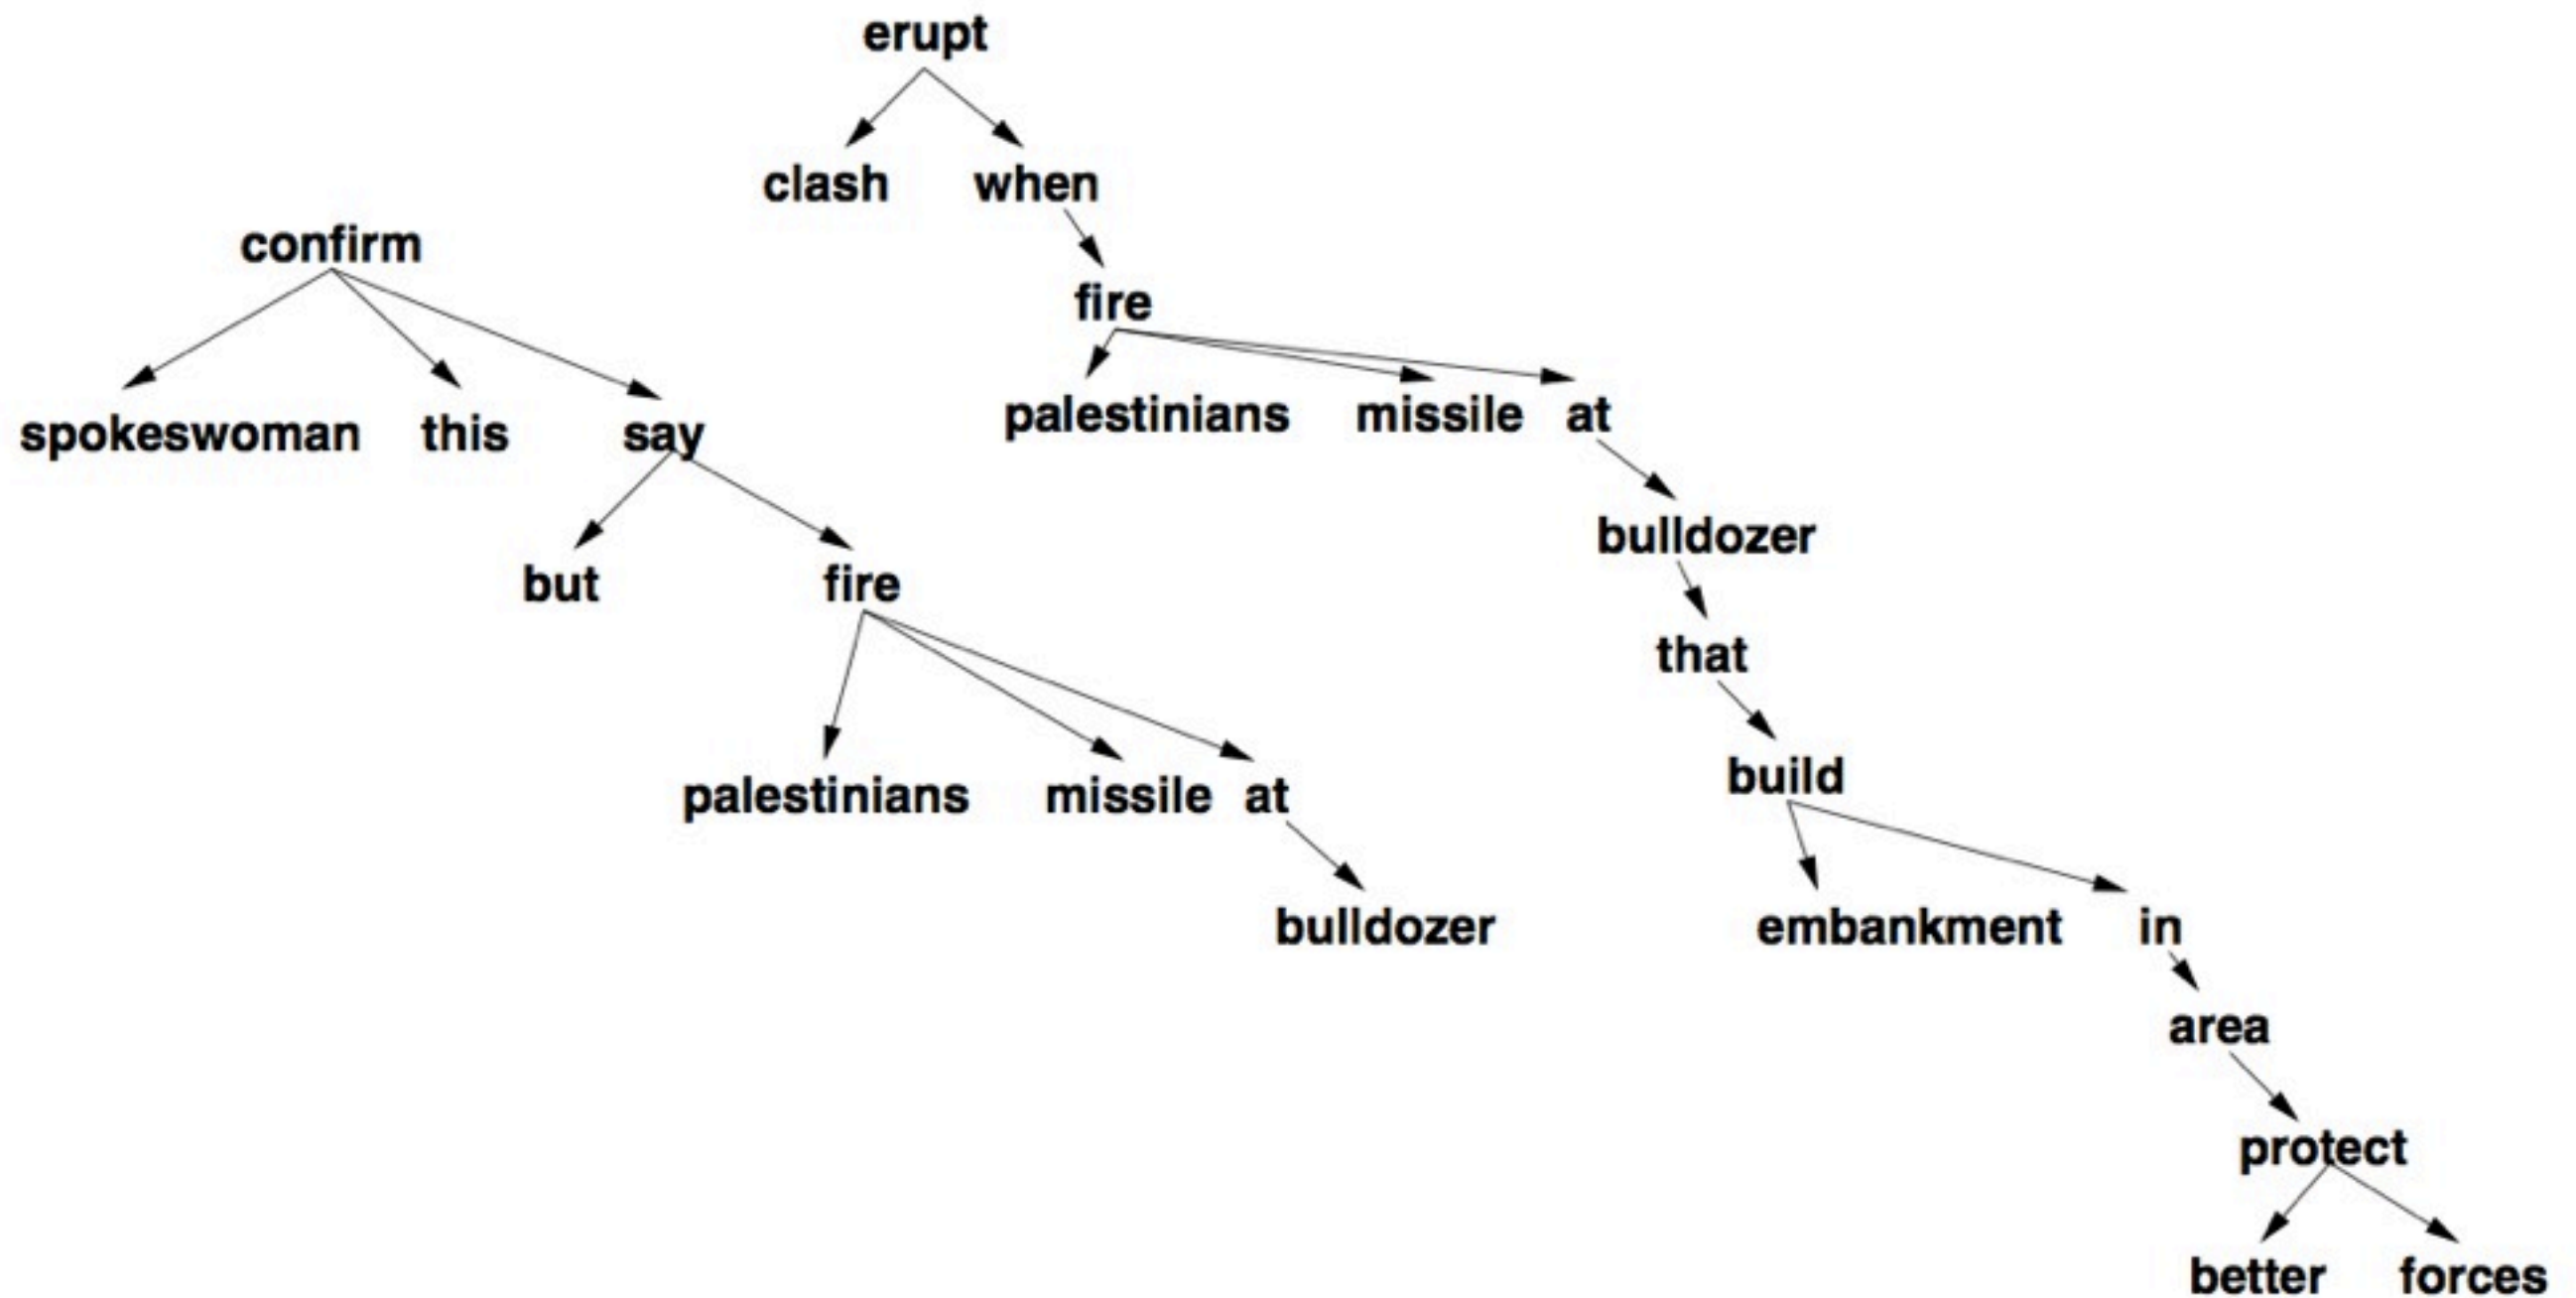 erupt
clash when
confirm
fire
palestinians missile at
spokeswoman this say
bulldozer
but fire
that
build
palestinians missile at
bulldozer
embankment in
area
protect
better forces